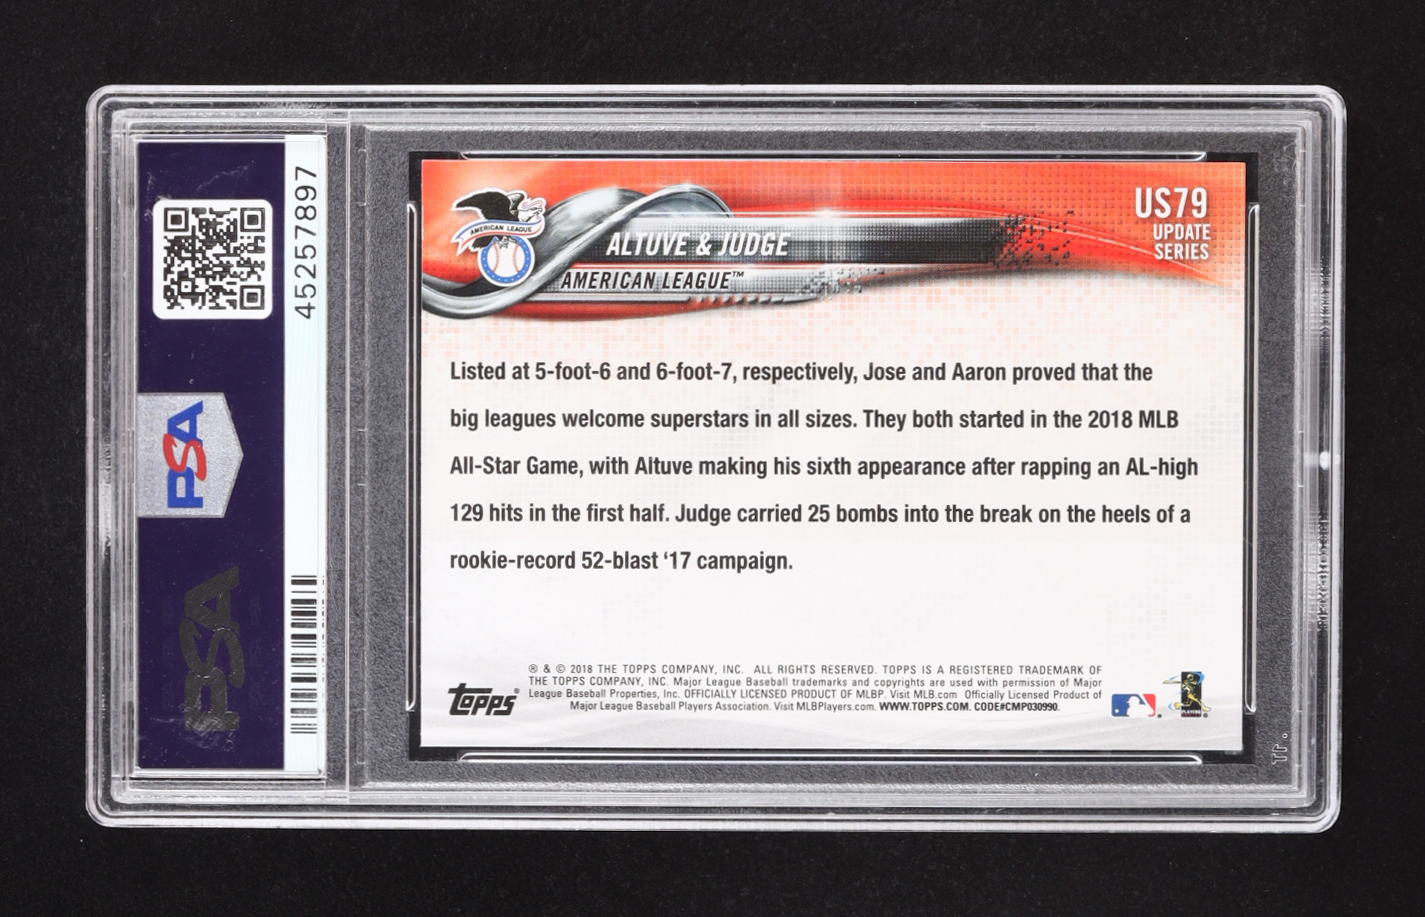 45257897
PSA
PSA
AMERICAN LEAGUE
ALTUVE & JUDGE
AMERICAN LEAGUE™
US79
UPDATE
SERIES
Listed at 5-foot-6 and 6-foot-7, respectively, Jose and Aaron proved that the
big leagues welcome superstars in all sizes. They both started in the 2018 MLB
All-Star Game, with Altuve making his sixth appearance after rapping an AL-high
129 hits in the first half. Judge carried 25 bombs into the break on the heels of a
rookie-record 52-blast ‘17 campaign.
® & © 2018 THE TOPPS COMPANY, INC. ALL RIGHTS RESERVED. TOPPS IS A REGISTERED TRADEMARK OF
THE TOPPS COMPANY, INC. Major League Baseball trademarks and copyrights are used with permission of Major
League Baseball Properties, Inc. OFFICIALLY LICENSED PRODUCT OF MLBP. Visit MLB.com Officially Licensed Product of
Major League Baseball Players Association. Visit MLBPlayers.com. WWW.TOPPS.COM. CODE#CMP030990.
Topps®